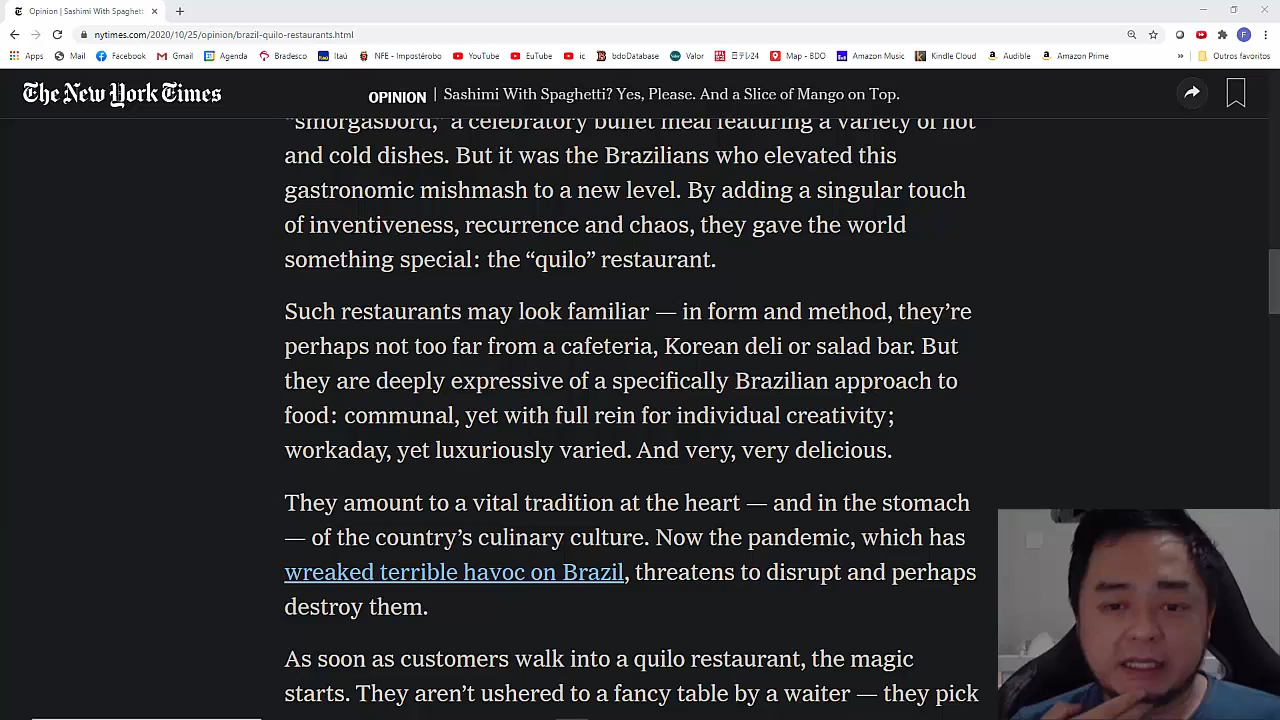 Opinion | Sashimi With Spaghett
nytimes.com/2020/10/25/opinion/brazil-quilo-restaurants.html
Apps Mail Facebook Gmail Agenda Bradesco Itaú NFE - Impostérobo YouTube EuTube ic bdoDatabase Valor Map - BDO Amazon Music Kindle Cloud Audible Amazon Prime » Outros favoritos
The New York Times OPINION | Sashimi With Spaghetti? Yes, Please. And a Slice of Mango on Top.
“smorgasbord,” a celebratory buffet meal featuring a variety of hot
and cold dishes. But it was the Brazilians who elevated this
gastronomic mishmash to a new level. By adding a singular touch
of inventiveness, recurrence and chaos, they gave the world
something special: the “quilo” restaurant.
Such restaurants may look familiar — in form and method, they’re
perhaps not too far from a cafeteria, Korean deli or salad bar. But
they are deeply expressive of a specifically Brazilian approach to
food: communal, yet with full rein for individual creativity;
workaday, yet luxuriously varied. And very, very delicious.
They amount to a vital tradition at the heart — and in the stomach
— of the country’s culinary culture. Now the pandemic, which has
wreaked terrible havoc on Brazil, threatens to disrupt and perhaps
destroy them.
As soon as customers walk into a quilo restaurant, the magic
starts. They aren’t ushered to a fancy table by a waiter — they pick